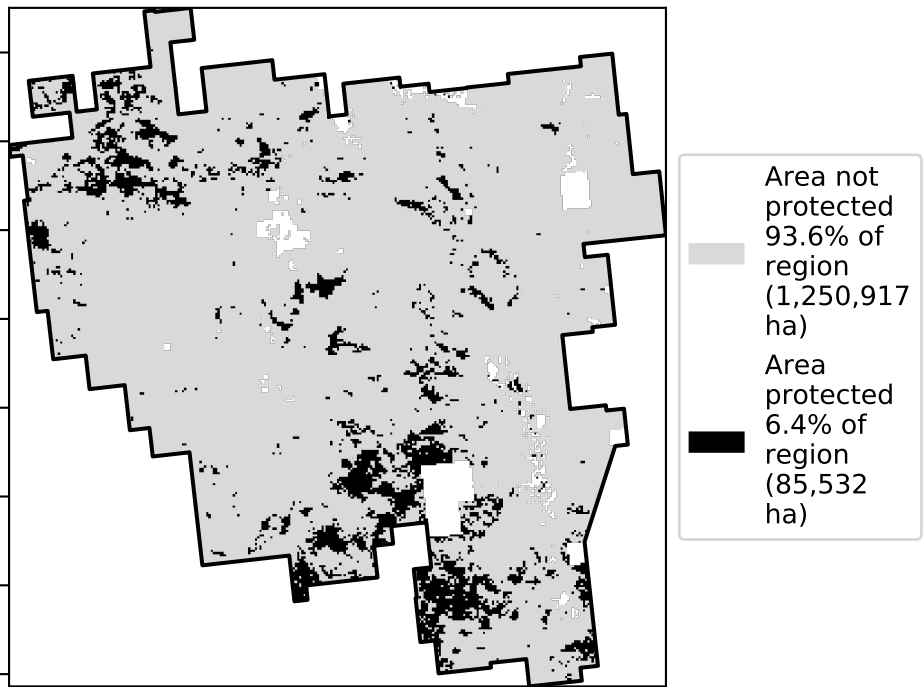 Area not
protected
93.6% of
region
(1,250,917
ha)
Area
protected
6.4% of
region
(85,532
ha)